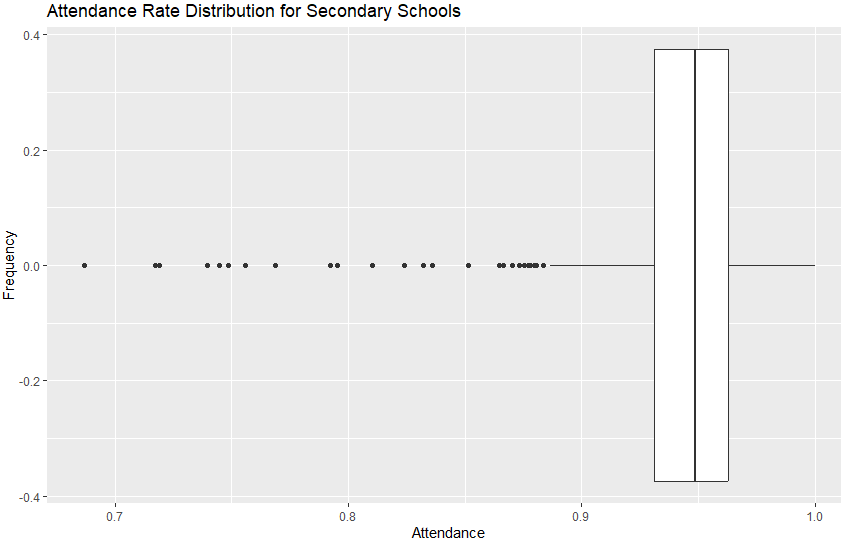 Attendance Rate Distribution for Secondary Schools
0.4
0.2
0.0
-0.2
-0.4
Frequency
0.7 0.8 0.9 1.0
Attendance